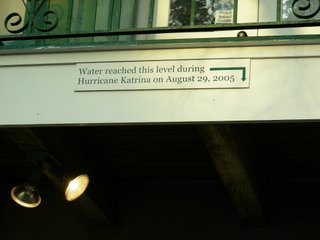 Water reached this level during
Hurricane Katrina on August 29, 2005